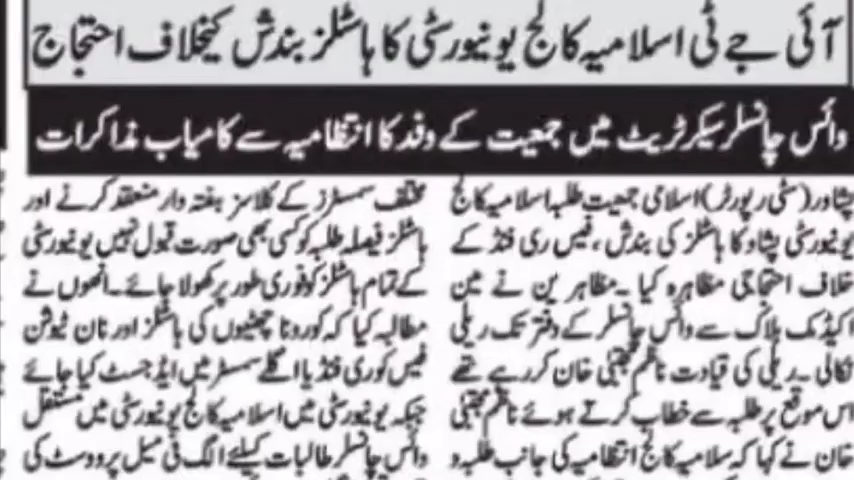 آئی جے ٹی اسلامیہ کالج یونیورسٹی کا ہاسٹلز بندش کیخلاف احتجاج
وائس چانسلر سیکرٹریٹ میں جمعیت کے وفد کا انتظامیہ سے کامیاب مذاکرات
پشاور (سٹی رپورٹر) اسلامی جمعیت طلبہ اسلامیہ کالج
یونیورسٹی پشاور کا ہاسٹلز کی بندش ، فیس ری فنڈ کے
خلاف احتجاجی مظاہرہ کیا ۔ مظاہرین نے مین
اکیڈمک بلاک سے وائس چانسلر کے دفتر تک ریلی
نکالی ۔ ریلی کی قیادت ناظم مجتبیٰ خان کر رہے تھے
اس موقع پر طلبہ سے خطاب کرتے ہوئے ناظم مجتبیٰ
خان نے کہا کہ سلامیہ کالج انتظامیہ کی جانب طلبہ و
مختلف سمسٹرز کے کلاسز ہفتہ وار منعقد کرنے اور
ہاسٹلز فیصلہ طلبہ کو کسی بھی صورت قبول نہیں یونیورسٹی
کے تمام ہاسٹلز کو فوری طور پر کھولا جائے ۔ انھوں نے
مطالبہ کیا کہ کورونا چھٹیوں کی ہاسٹلز اور نان ٹیوشن
فیس کو ری فنڈ یا اگلے سمسٹر میں ایڈجسٹ کیا جائے
جبکہ یونیورسٹی میں اسلامیہ کالج یونیورسٹی میں مستقل
وائس چانسلر طالبات کیلئے الگ فی میل پرووسٹ کی